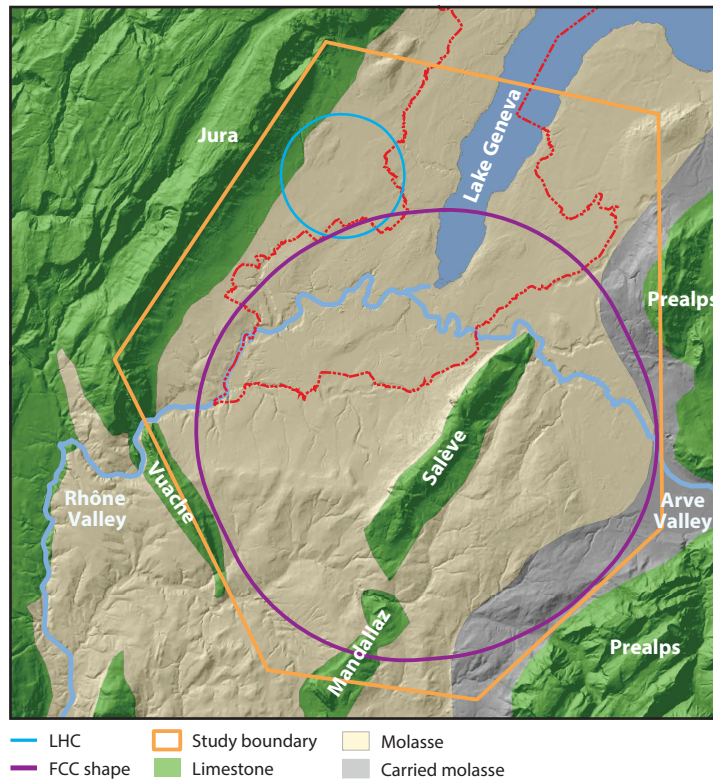 Jura
Lake Geneva
Prealps
Salève
Vuache
Rhône
Valley
Arve
Valley
Mandallaz
Prealps
LHC
Study boundary
Molasse
FCC shape
Limestone
Carried molasse